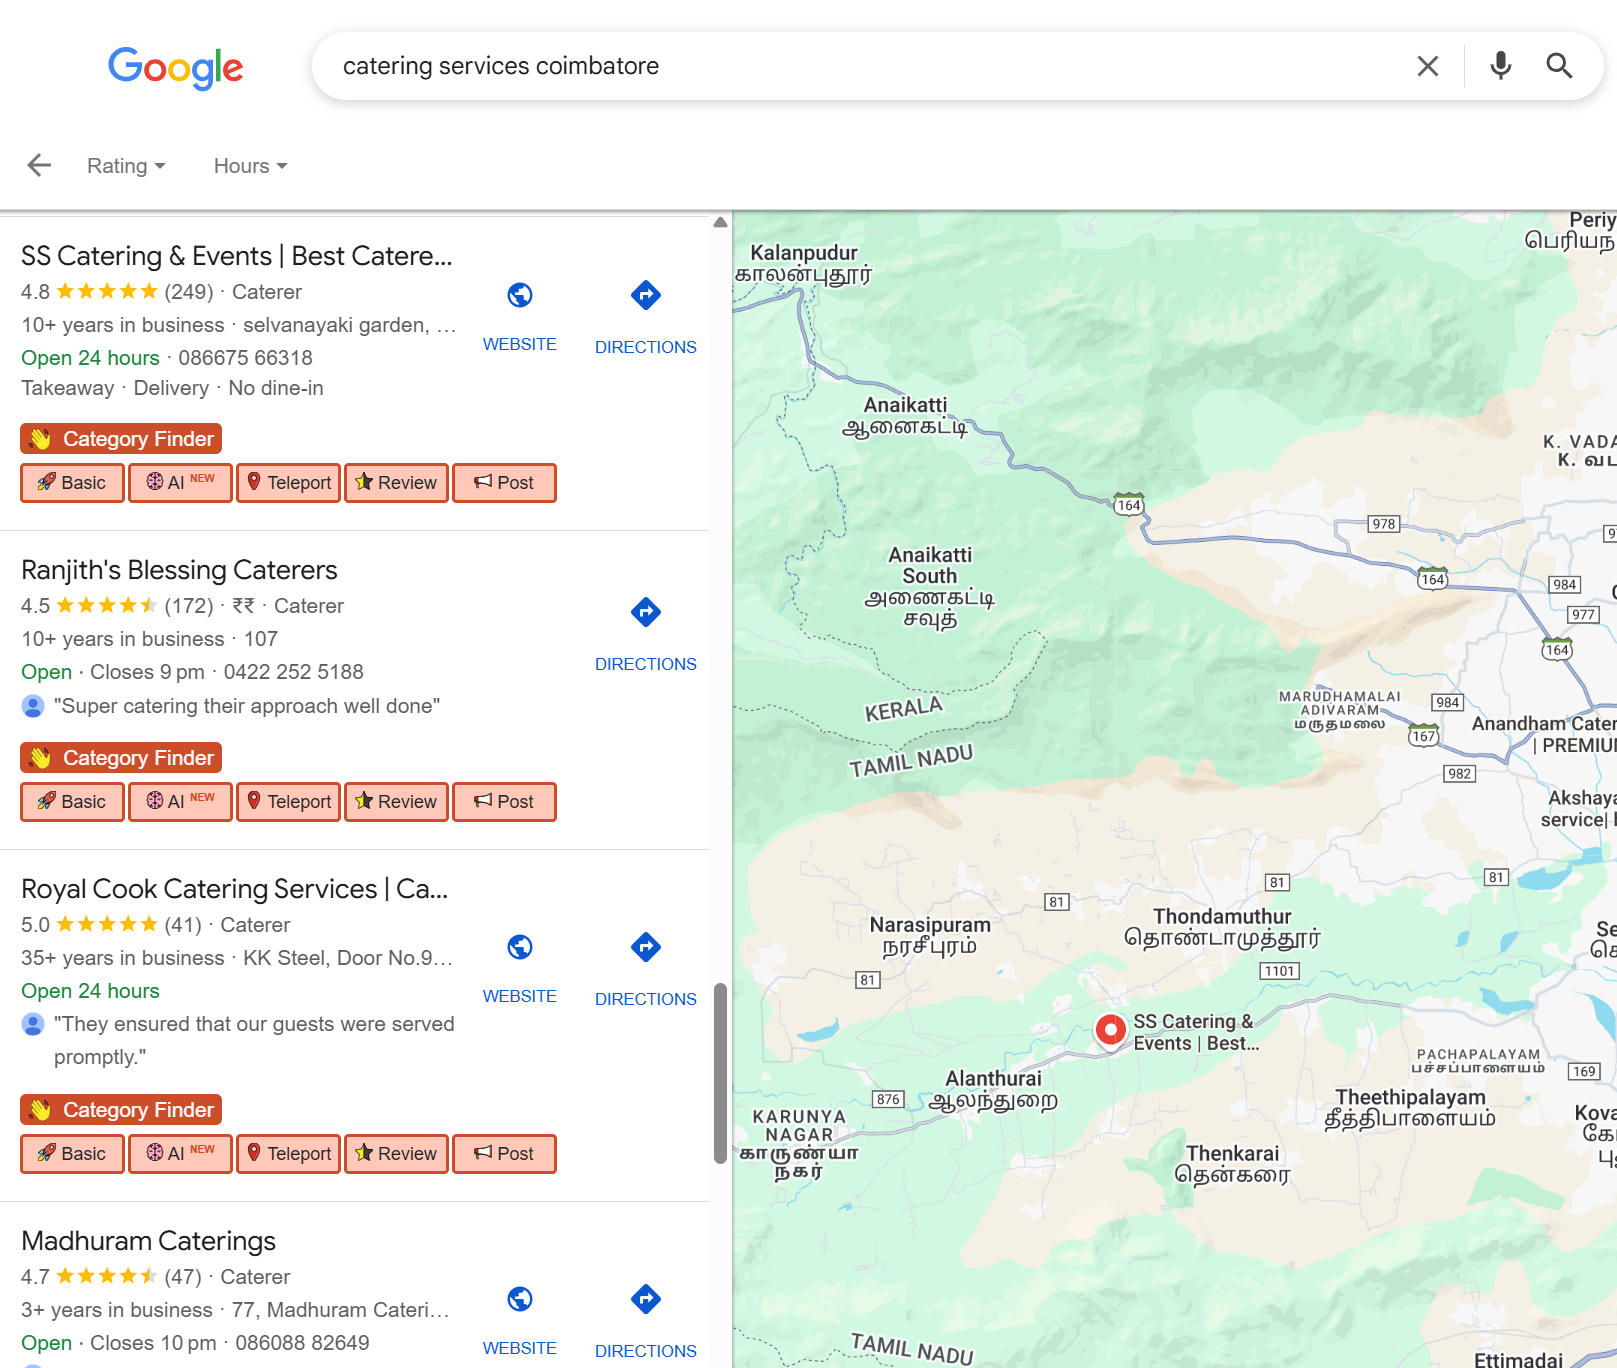 Google
catering services coimbatore
Rating
Hours
SS Catering & Events | Best Catere...
4.8 (249) · Caterer
10+ years in business · selvanayaki garden, ...
Open 24 hours · 086675 66318
Takeaway · Delivery · No dine-in
WEBSITE
DIRECTIONS
Category Finder
Basic
AI NEW
Teleport
Review
Post
Ranjith's Blessing Caterers
4.5 (172) · ₹₹ · Caterer
10+ years in business · 107
Open · Closes 9 pm · 0422 252 5188
"Super catering their approach well done"
DIRECTIONS
Category Finder
Basic
AI NEW
Teleport
Review
Post
Royal Cook Catering Services | Ca...
5.0 (41) · Caterer
35+ years in business · KK Steel, Door No.9...
Open 24 hours
"They ensured that our guests were served
promptly."
WEBSITE
DIRECTIONS
Category Finder
Basic
AI NEW
Teleport
Review
Post
Madhuram Caterings
4.7 (47) · Caterer
3+ years in business · 77, Madhuram Cateri...
Open · Closes 10 pm · 086088 82649
WEBSITE
DIRECTIONS
Kalanpudur
காலன்புதூர்
Periy
பெரியந
Anaikatti
ஆனைகட்டி
K. VADA
K. வட
164
978
Anaikatti
South
அணைகட்டி
சவுத்
164
984
977
164
KERALA
TAMIL NADU
MARUDHAMALAI
ADIVARAM
மருதமலை
984
167
Anandham Cater
| PREMIU
982
Akshaya
service|
81
81
81
Narasipuram
நரசீபுரம்
Thondamuthur
தொண்டாமுத்தூர்
Se
1101
81
SS Catering &
Events | Best...
PACHAPALAYAM
பச்சப்பாளையம்
169
Alanthurai
ஆலந்துறை
876
Theethipalayam
தீத்திபாளையம்
KARUNYA
NAGAR
காருண்யா
நகர்
Kova
கோ
பு
Thenkarai
தென்கரை
TAMIL NADU
Ettimadai